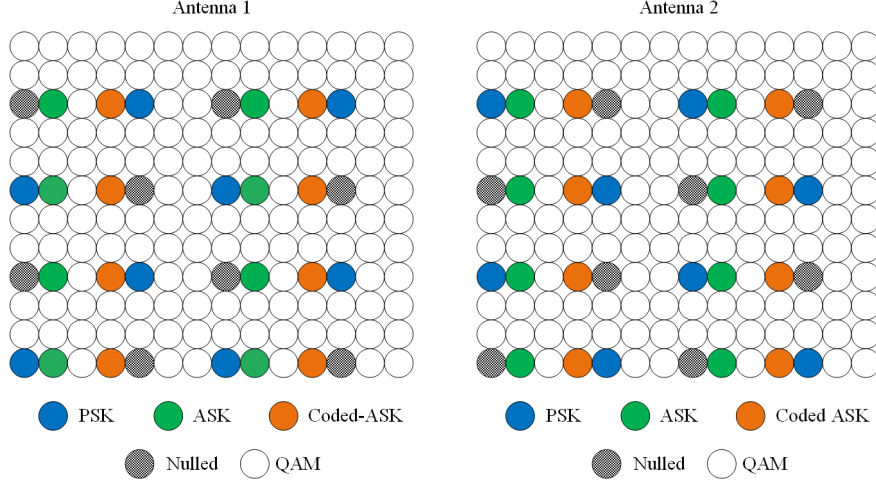 Antenna 1
Antenna 2
PSK ASK Coded-ASK
Nulled QAM
PSK ASK Coded ASK
Nulled QAM